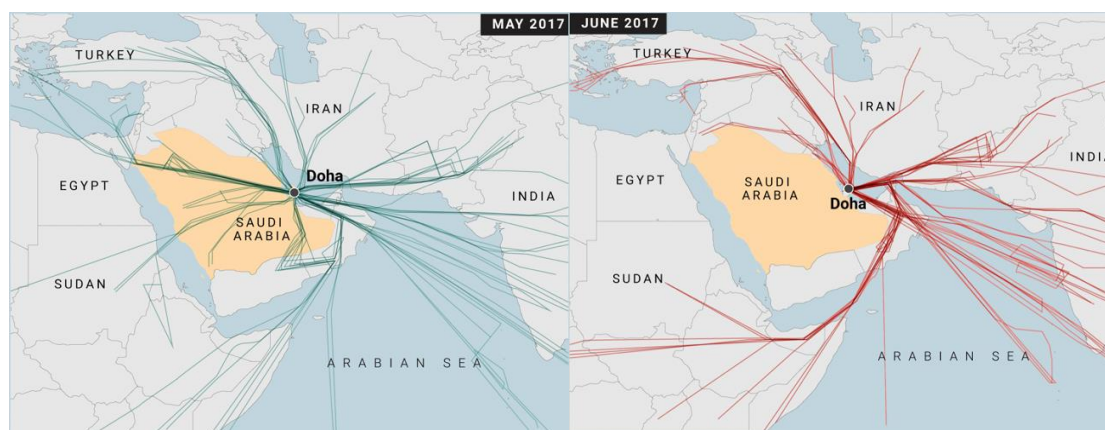 MAY 2017
TURKEY
IRAN
Doha
EGYPT
SAUDI
ARABIA
INDIA
SUDAN
ARABIAN SEA
JUNE 2017
TURKEY
IRAN
INDI
EGYPT
SAUDI
ARABIA
Doha
SUDAN
ARABIAN SEA